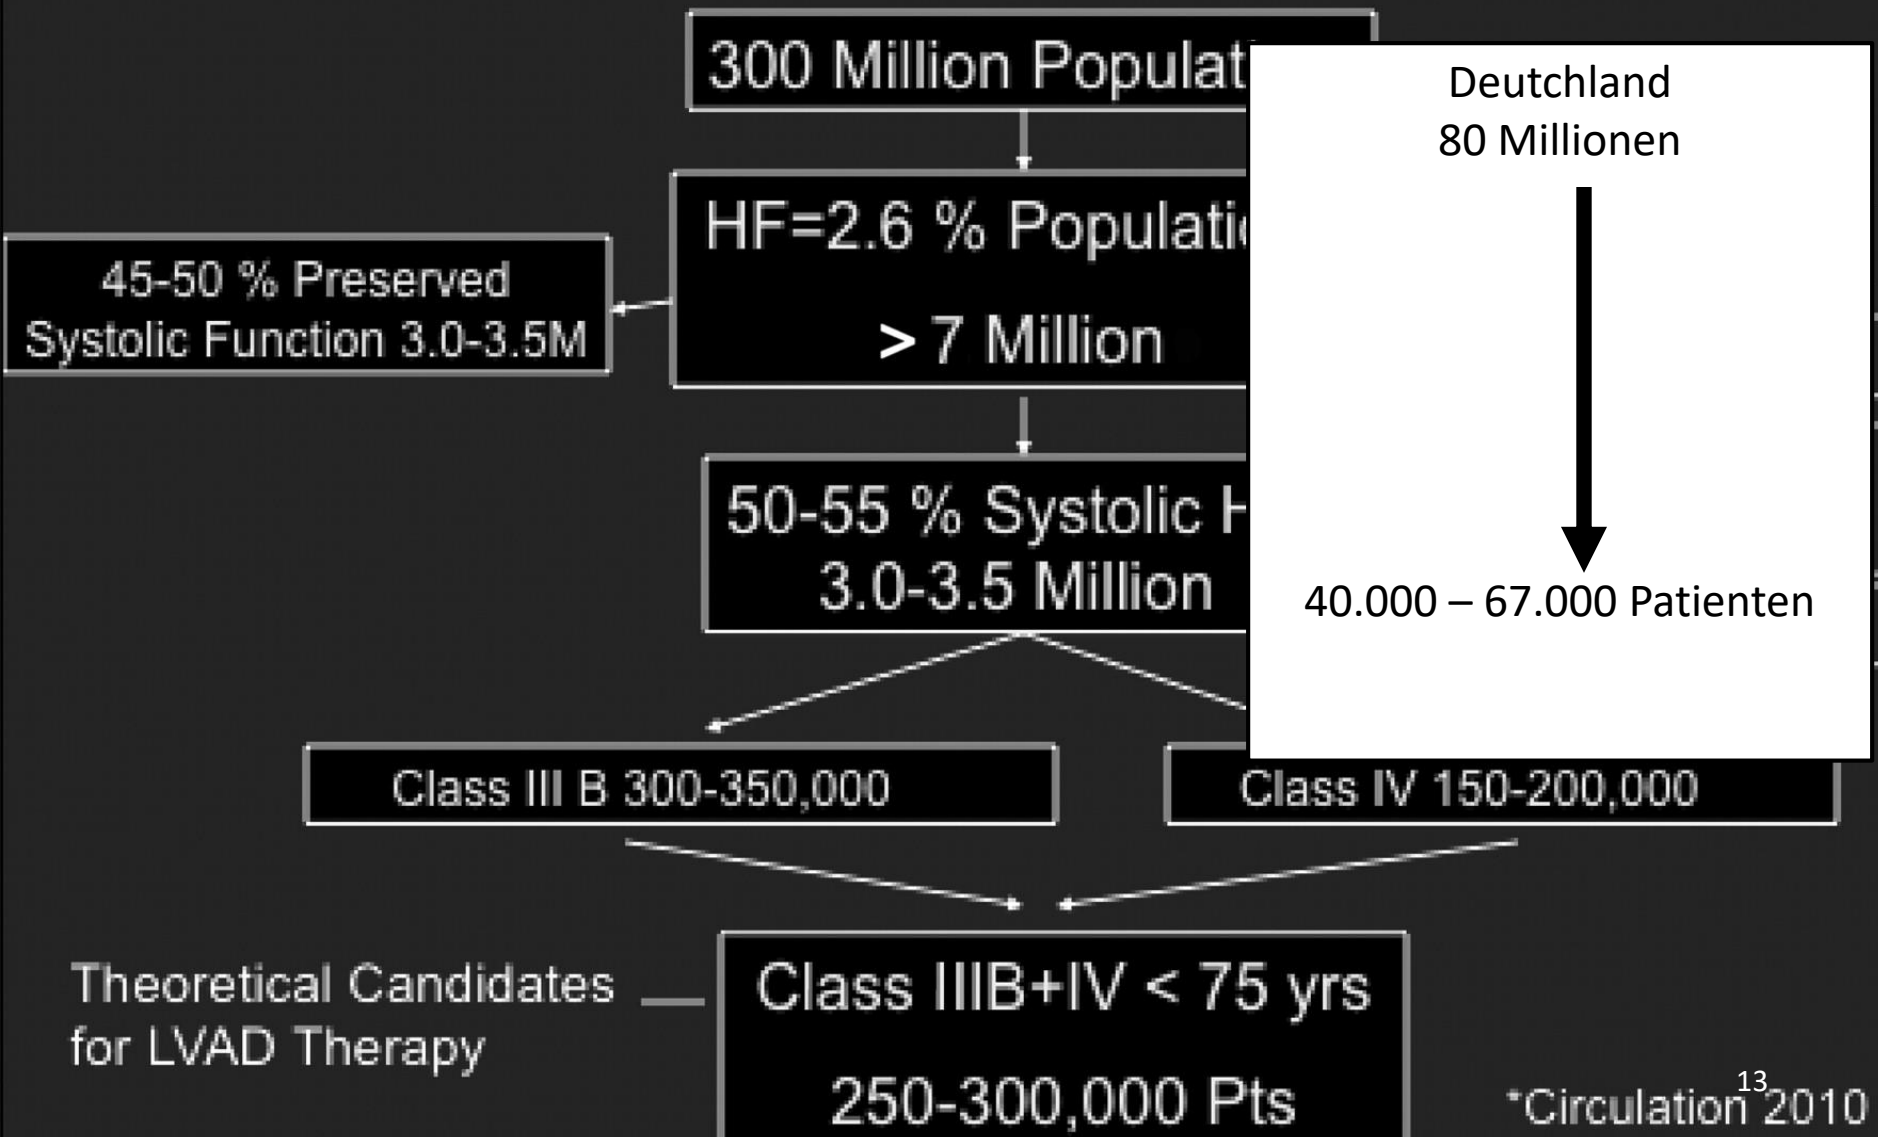 300 Million Populat
Deutchland
80 Millionen
HF=2.6 % Populati
> 7 Million
45-50 % Preserved
Systolic Function 3.0-3.5M
50-55 % Systolic H
3.0-3.5 Million
40.000 – 67.000 Patienten
Class III B 300-350,000
Class IV 150-200,000
Theoretical Candidates
for LVAD Therapy
Class IIIB+IV < 75 yrs
250-300,000 Pts
13
*Circulation 2010